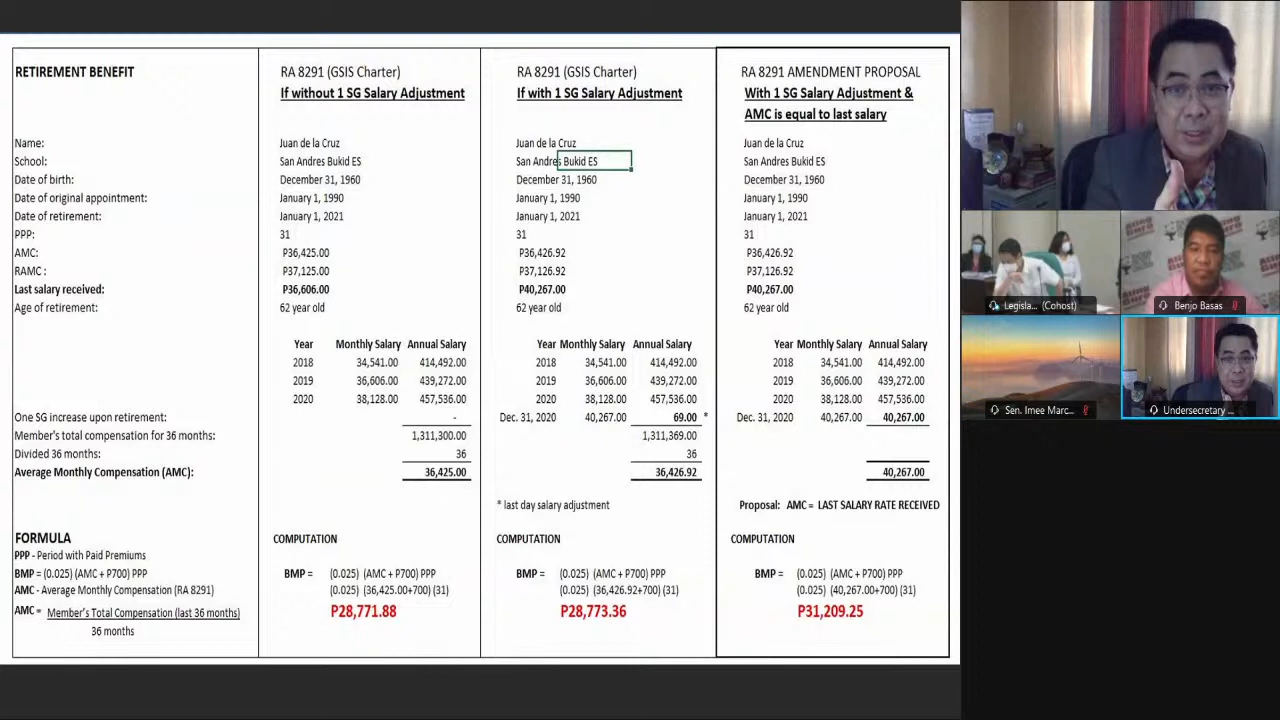 RETIREMENT BENEFIT
RA 8291 (GSIS Charter)
If without 1 SG Salary Adjustment
RA 8291 (GSIS Charter)
If with 1 SG Salary Adjustment
RA 8291 AMENDMENT PROPOSAL
With 1 SG Salary Adjustment &
AMC is equal to last salary
Name: Juan de la Cruz Juan de la Cruz Juan de la Cruz
School: San Andres Bukid ES San Andres Bukid ES San Andres Bukid ES
Date of birth: December 31, 1960 December 31, 1960 December 31, 1960
Date of original appointment: January 1, 1990 January 1, 1990 January 1, 1990
Date of retirement: January 1, 2021 January 1, 2021 January 1, 2021
PPP: 31 31 31
AMC: P36,425.00 P36,426.92 P36,426.92
RAMC : P37,125.00 P37,126.92 P37,126.92
Last salary received: P36,606.00 P40,267.00 P40,267.00
Age of retirement: 62 year old 62 year old 62 year old
Year Monthly Salary Annual Salary Year Monthly Salary Annual Salary Year Monthly Salary Annual Salary
2018 34,541.00 414,492.00 2018 34,541.00 414,492.00 2018 34,541.00 414,492.00
2019 36,606.00 439,272.00 2019 36,606.00 439,272.00 2019 36,606.00 439,272.00
2020 38,128.00 457,536.00 2020 38,128.00 457,536.00 2020 38,128.00 457,536.00
One SG increase upon retirement: - Dec. 31, 2020 40,267.00 69.00 * Dec. 31, 2020 40,267.00 40,267.00
Member's total compensation for 36 months: 1,311,300.00 1,311,369.00
Divided 36 months: 36 36
Average Monthly Compensation (AMC): 36,425.00 36,426.92 40,267.00
* last day salary adjustment Proposal: AMC = LAST SALARY RATE RECEIVED
FORMULA COMPUTATION COMPUTATION COMPUTATION
PPP - Period with Paid Premiums
BMP = (0.025) (AMC + P700) PPP BMP = (0.025) (AMC + P700) PPP BMP = (0.025) (AMC + P700) PPP BMP = (0.025) (AMC + P700) PPP
AMC - Average Monthly Compensation (RA 8291) (0.025) (36,425.00+700) (31) (0.025) (36,426.92+700) (31) (0.025) (40,267.00+700) (31)
AMC = Member's Total Compensation (last 36 months) P28,771.88 P28,773.36 P31,209.25
36 months
Legisla... (Cohost)
Benjo Basas
Sen. Imee Marc...
Undersecretary ...